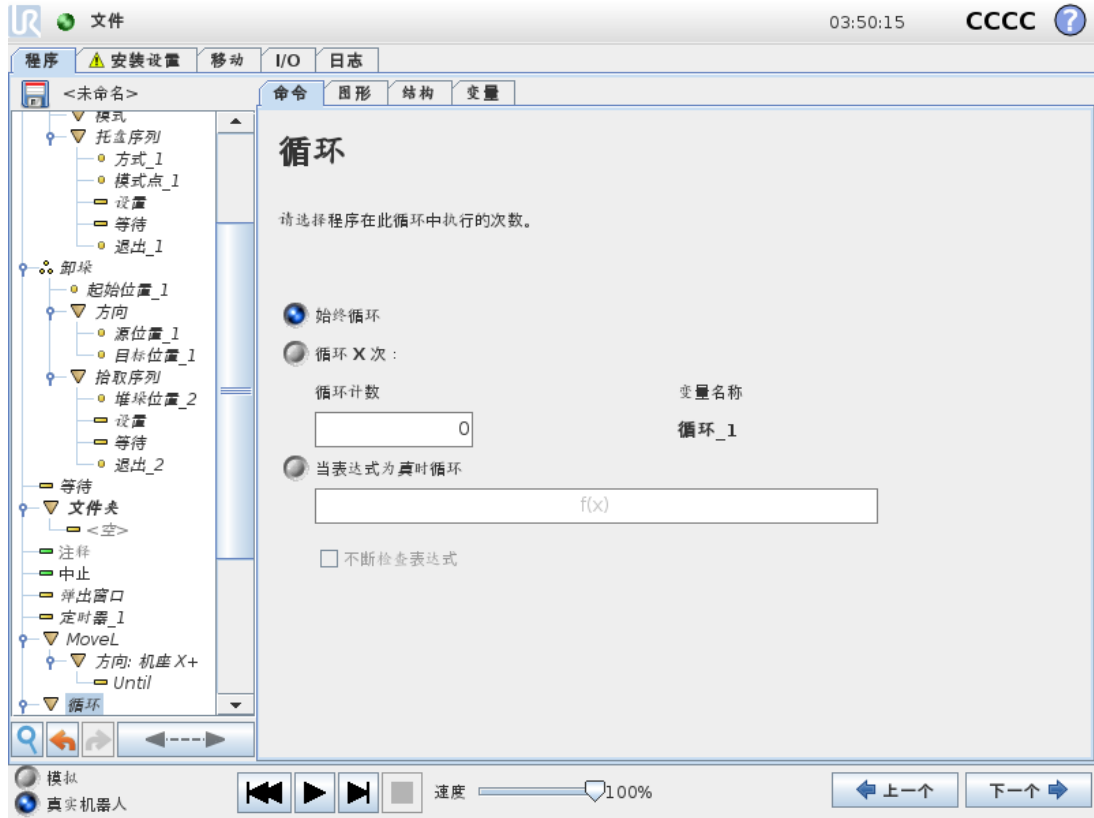 UR 文件 03:50:15 CCCC ?
程序 安装设置 移动 I/O 日志
<未命名> 命令 图形 结构 变量
模式
托盘序列
方式_1
模式点_1
设置
等待
退出_1
卸垛
起始位置_1
方向
源位置_1
目标位置_1
拾取序列
堆垛位置_2
设置
等待
退出_2
等待
文件夹
<空>
注释
中止
弹出窗口
定时器_1
MoveL
方向: 机座 X+
Until
循环
循环
请选择程序在此循环中执行的次数。
始终循环
循环 X 次：
循环计数 变量名称
0 循环_1
当表达式为真时循环
f(x)
不断检查表达式
模拟
真实机器人
速度 100% 上一个 下一个